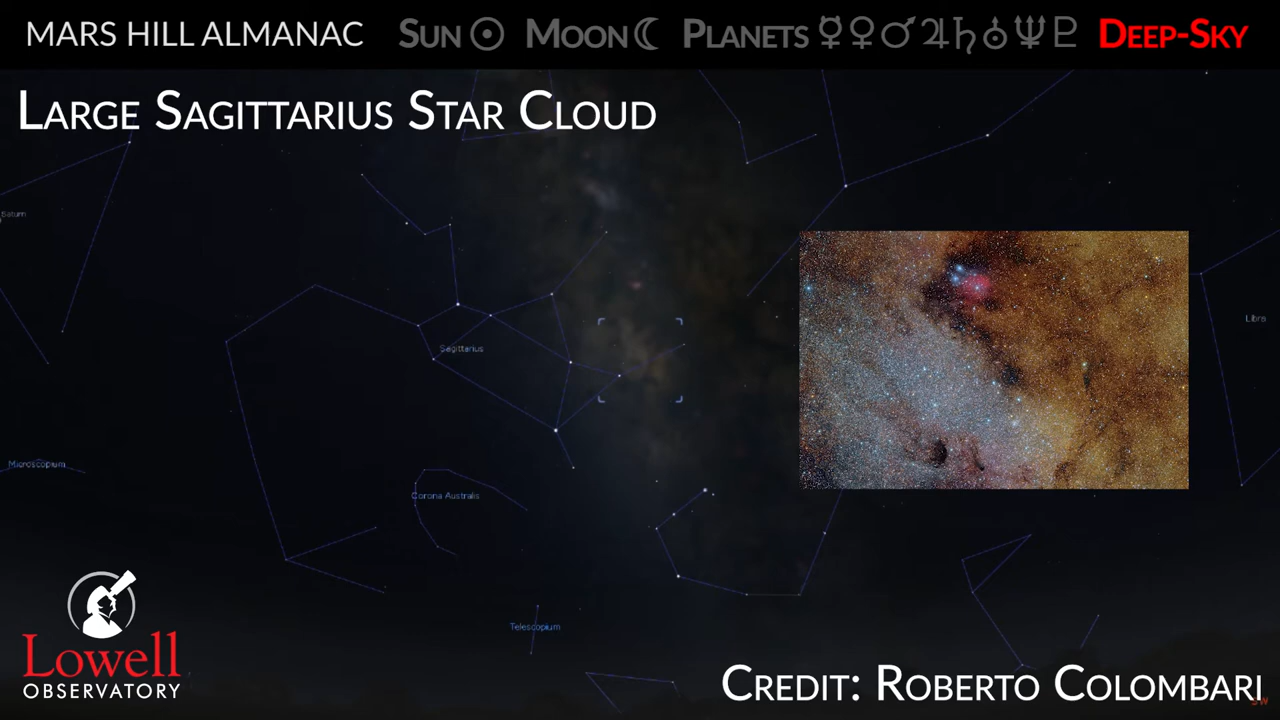 MARS HILL ALMANAC Sun ☉ Moon ☾ Planets ☿♀♂♃♄⛢♆♇ Deep-Sky
Large Sagittarius Star Cloud
Saturn
Libra
Sagittarius
Microscopium
Corona Australis
Telescopium
Lowell
OBSERVATORY
Credit: Roberto Colombari
SW